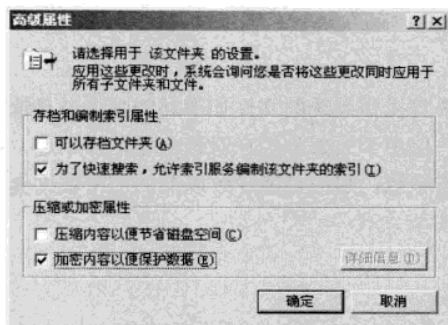 高级属性
请选择用于 该文件夹 的设置。
应用这些更改时，系统会询问您是否将这些更改同时应用于
所有子文件夹和文件。
存档和编制索引属性
可以存档文件夹(A)
为了快速搜索，允许索引服务编制该文件夹的索引(I)
压缩或加密属性
压缩内容以便节省磁盘空间(C)
加密内容以便保护数据(E)
详细信息(D)
确定
取消